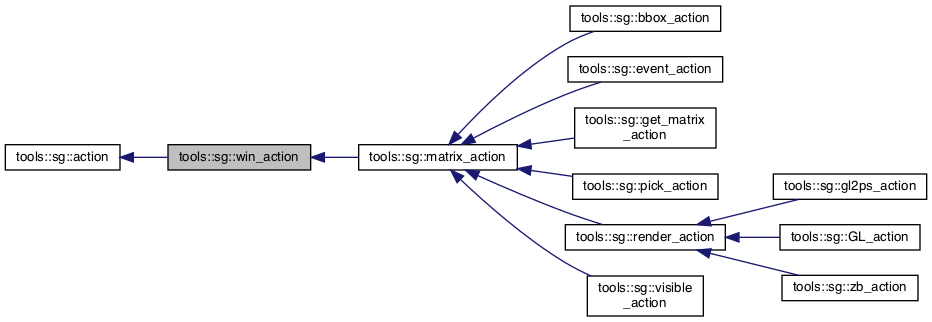 tools::sg::bbox_action
tools::sg::event_action
tools::sg::get_matrix
_action
tools::sg::action
tools::sg::win_action
tools::sg::matrix_action
tools::sg::pick_action
tools::sg::gl2ps_action
tools::sg::render_action
tools::sg::GL_action
tools::sg::visible
_action
tools::sg::zb_action